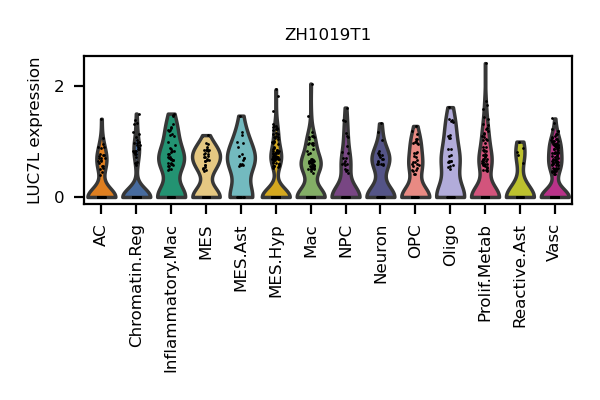 ZH1019T1
LUC7L expression
2
0
AC
Chromatin.Reg
Inflammatory.Mac
MES
MES.Ast
MES.Hyp
Mac
NPC
Neuron
OPC
Oligo
Prolif.Metab
Reactive.Ast
Vasc